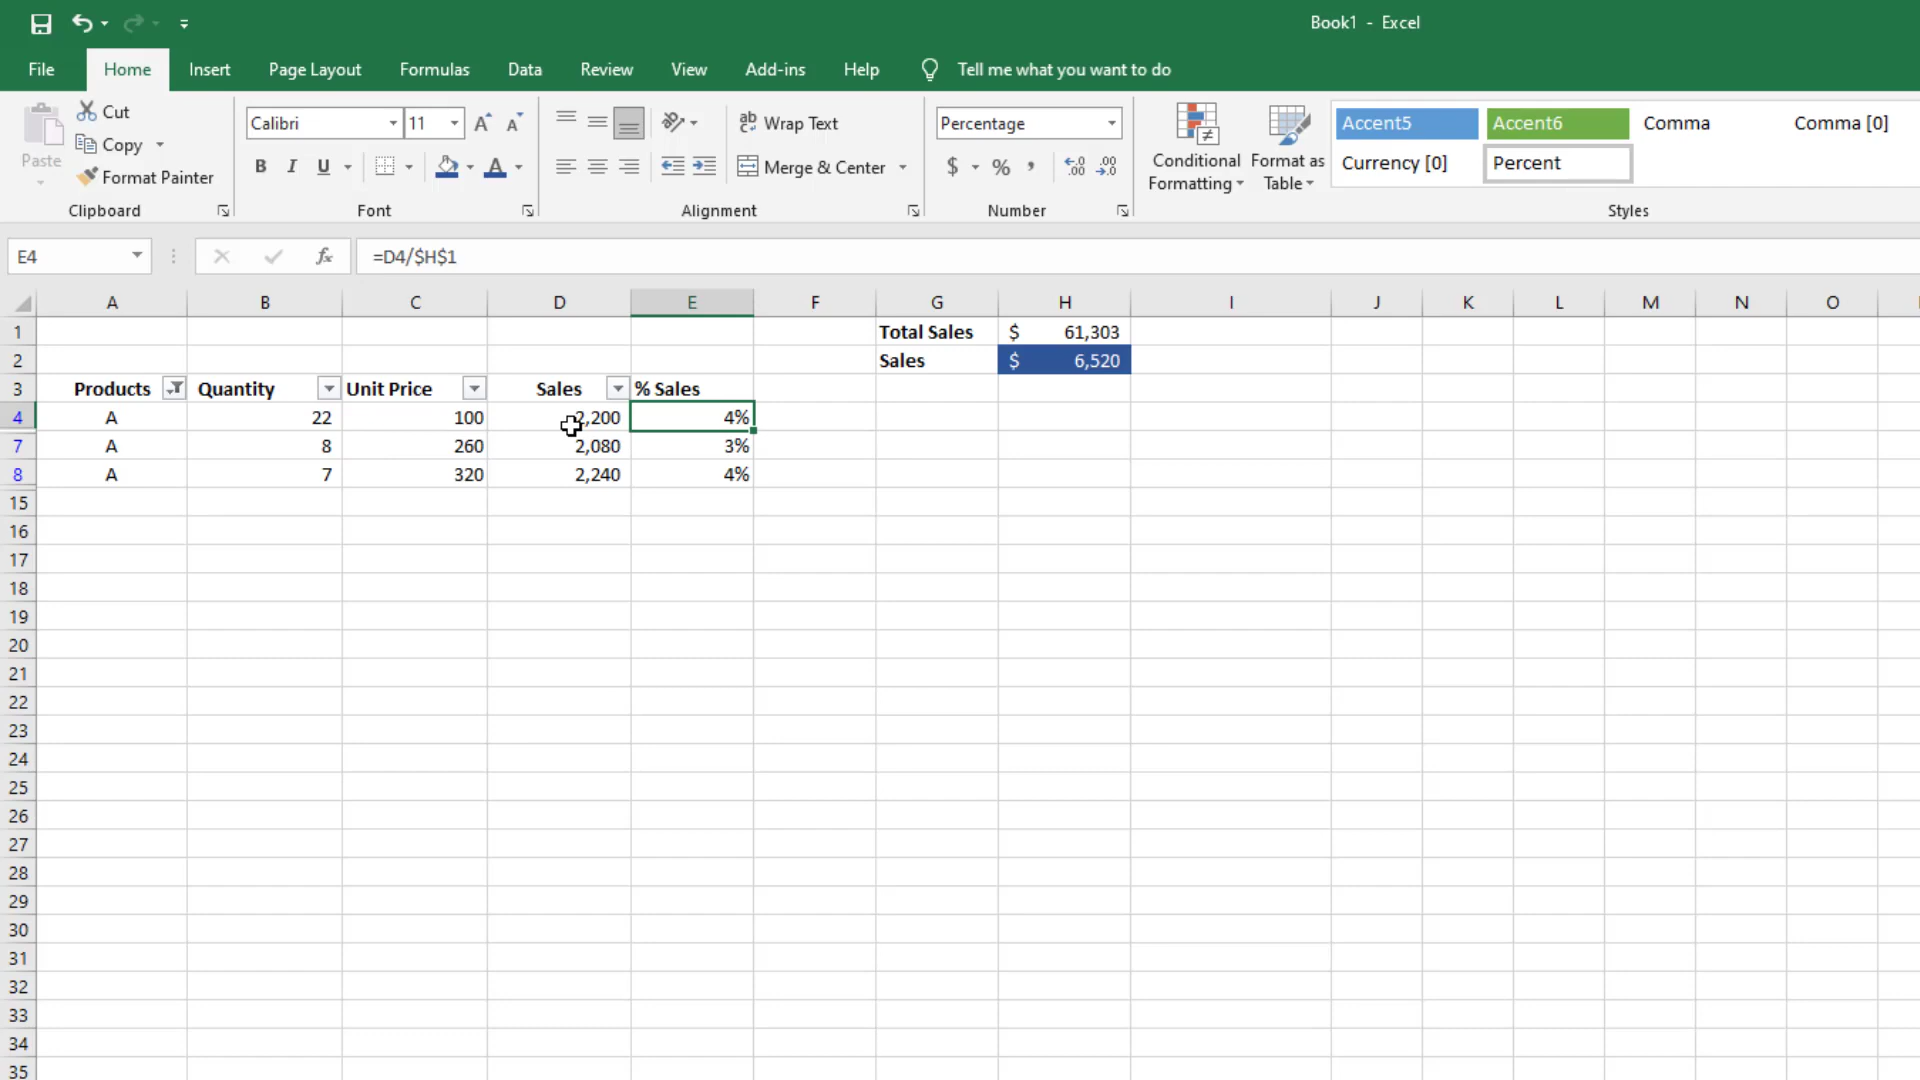 Book1 - Excel
File Home Insert Page Layout Formulas Data Review View Add-ins Help Tell me what you want to do
Paste
Cut
Copy
Format Painter
Clipboard
Calibri 11
B I U A
Font
Wrap Text
Merge & Center
Alignment
Percentage
$ % ,
Number
Conditional Formatting
Format as Table
Accent5 Accent6 Comma Comma [0]
Currency [0] Percent
Styles
E4 fx =D4/$H$1
A B C D E F G H I J K L M N O
1 Total Sales $ 61,303
2 Sales $ 6,520
3 Products Quantity Unit Price Sales % Sales
4 A 22 100 2,200 4%
7 A 8 260 2,080 3%
8 A 7 320 2,240 4%
15
16
17
18
19
20
21
22
23
24
25
26
27
28
29
30
31
32
33
34
35